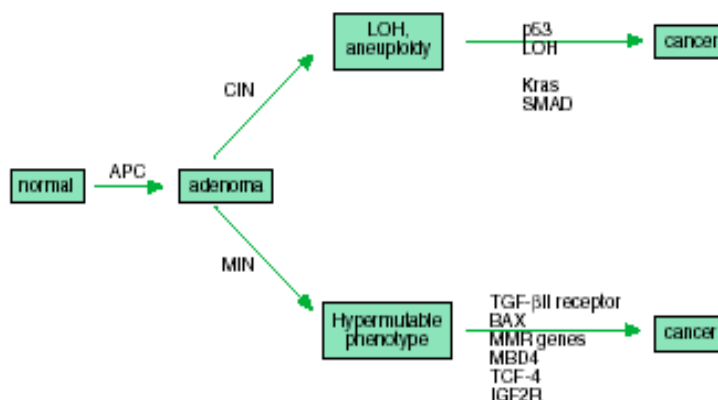 LOH,
aneuploidy
p53
LOH
Kras
SMAD
cancer
CIN
normal
APC
adenoma
MIN
Hypermutable
phenotype
TGF-βII receptor
BAX
MMR genes
MBD4
TCF-4
IGF2R
cancer